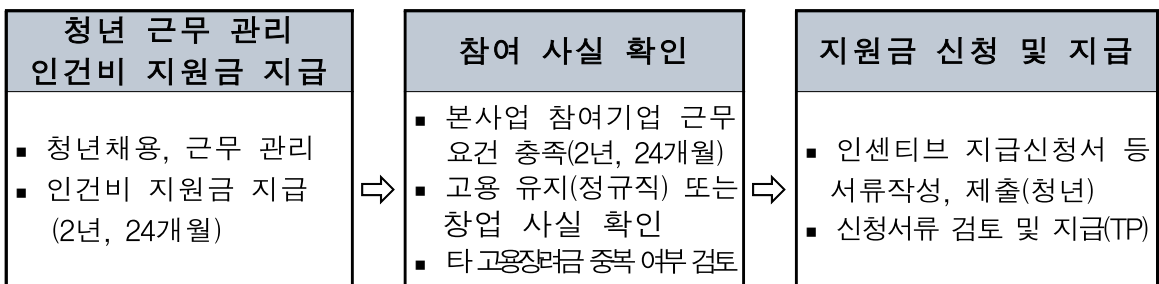 청년 근무 관리
인건비 지원금 지급
▪ 청년채용, 근무 관리
▪ 인건비 지원금 지급
(2년, 24개월)
참여 사실 확인
▪ 본사업 참여기업 근무
요건 충족(2년, 24개월)
▪ 고용 유지(정규직) 또는
창업 사실 확인
▪ 타 고용장려금 중복 여부 검토
지원금 신청 및 지급
▪ 인센티브 지급신청서 등
서류작성, 제출(청년)
▪ 신청서류 검토 및 지급(TP)